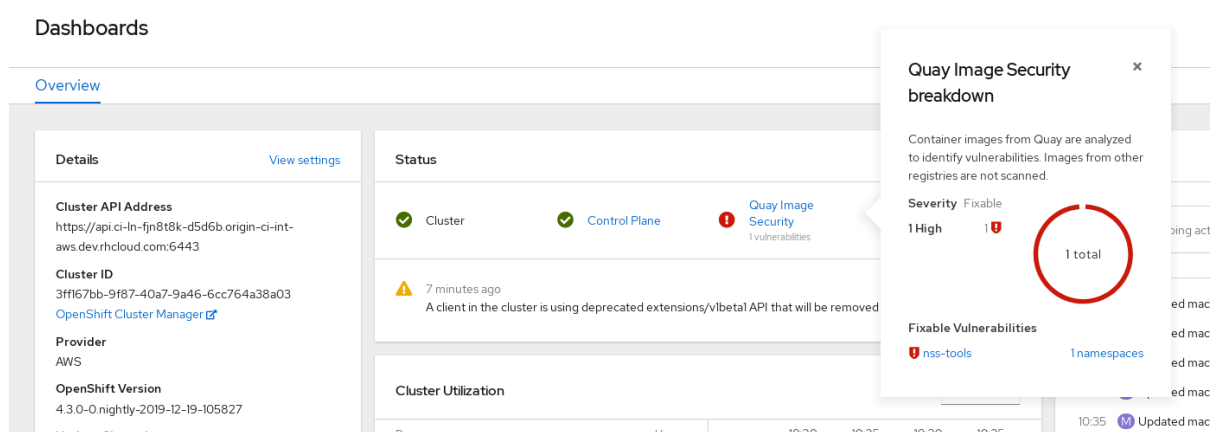 Dashboards
Overview
Details
View settings
Cluster API Address
https://api.ci-ln-fjn8t8k-d5d6b.origin-ci-int-
aws.dev.rhcloud.com:6443
Cluster ID
3ff167bb-9f87-40a7-9a46-6cc764a38a03
OpenShift Cluster Manager
Provider
AWS
OpenShift Version
4.3.0-0.nightly-2019-12-19-105827
Status
Cluster
Control Plane
Quay Image
Security
1 vulnerabilities
7 minutes ago
A client in the cluster is using deprecated extensions/v1beta1 API that will be removed
Cluster Utilization
Quay Image Security
breakdown
Container images from Quay are analyzed
to identify vulnerabilities. Images from other
registries are not scanned.
Severity Fixable
1 High 1
1 total
Fixable Vulnerabilities
nss-tools 1 namespaces
10:35 M Updated mac